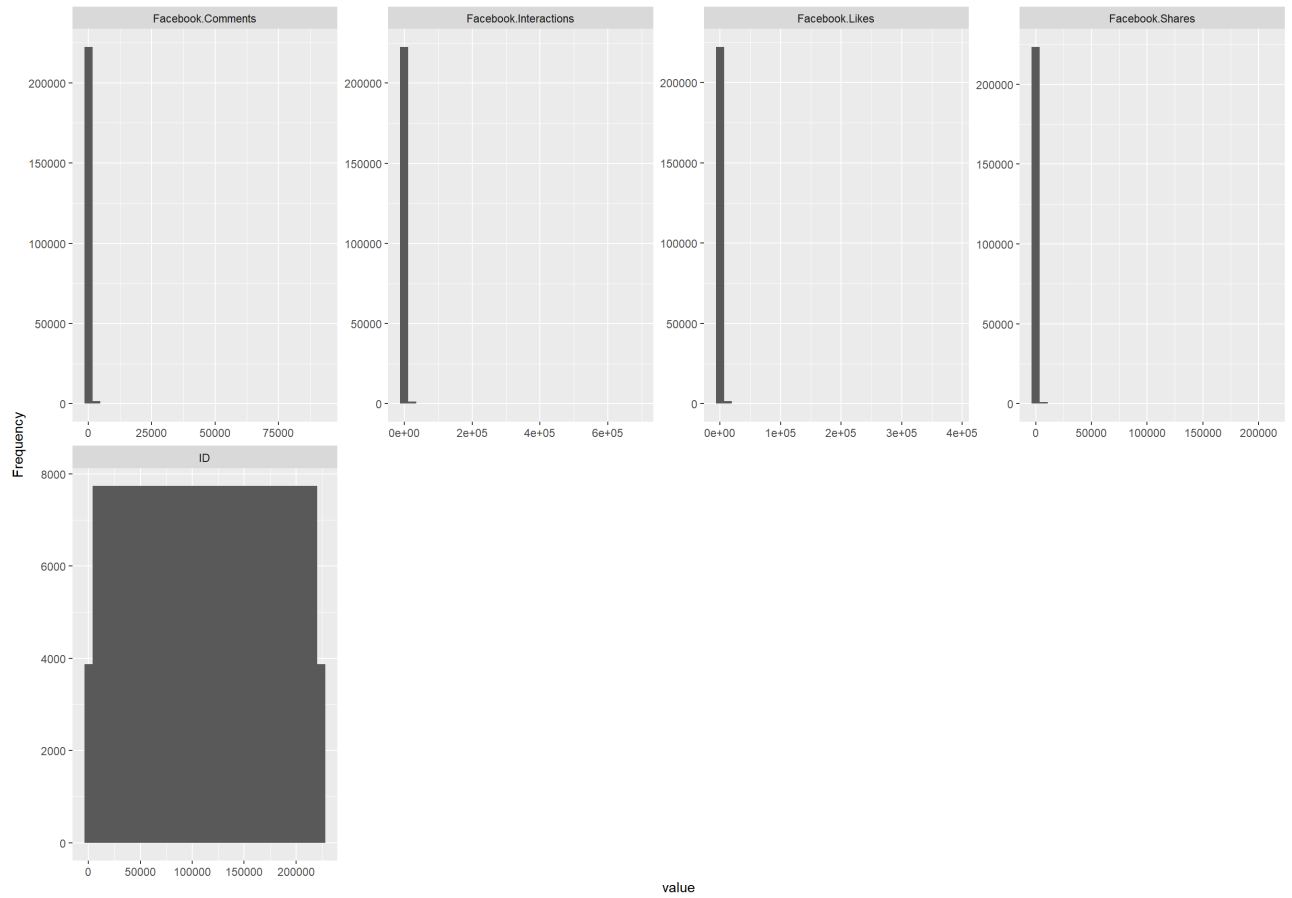 Facebook.Comments
Facebook.Interactions
Facebook.Likes
Facebook.Shares
200000
150000
100000
50000
0
0 25000 50000 75000
200000
150000
100000
50000
0
0e+00 2e+05 4e+05 6e+05
200000
150000
100000
50000
0
0e+00 1e+05 2e+05 3e+05 4e+05
200000
150000
100000
50000
0
0 50000 100000 150000 200000
Frequency
ID
8000
6000
4000
2000
0
0 50000 100000 150000 200000
value